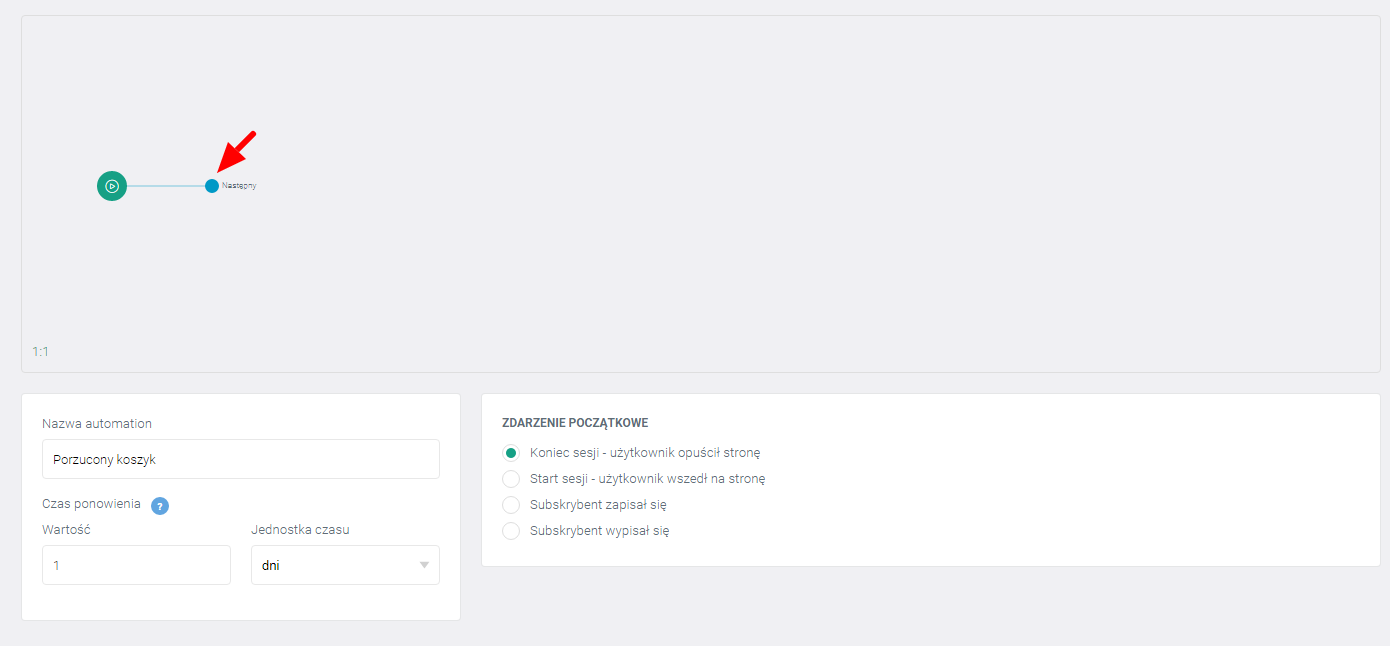 Następny
1:1
Nazwa automation
Porzucony koszyk
Czas ponowienia ?
Wartość Jednostka czasu
1 dni
ZDARZENIE POCZĄTKOWE
Koniec sesji - użytkownik opuścił stronę
Start sesji - użytkownik wszedł na stronę
Subskrybent zapisał się
Subskrybent wypisał się